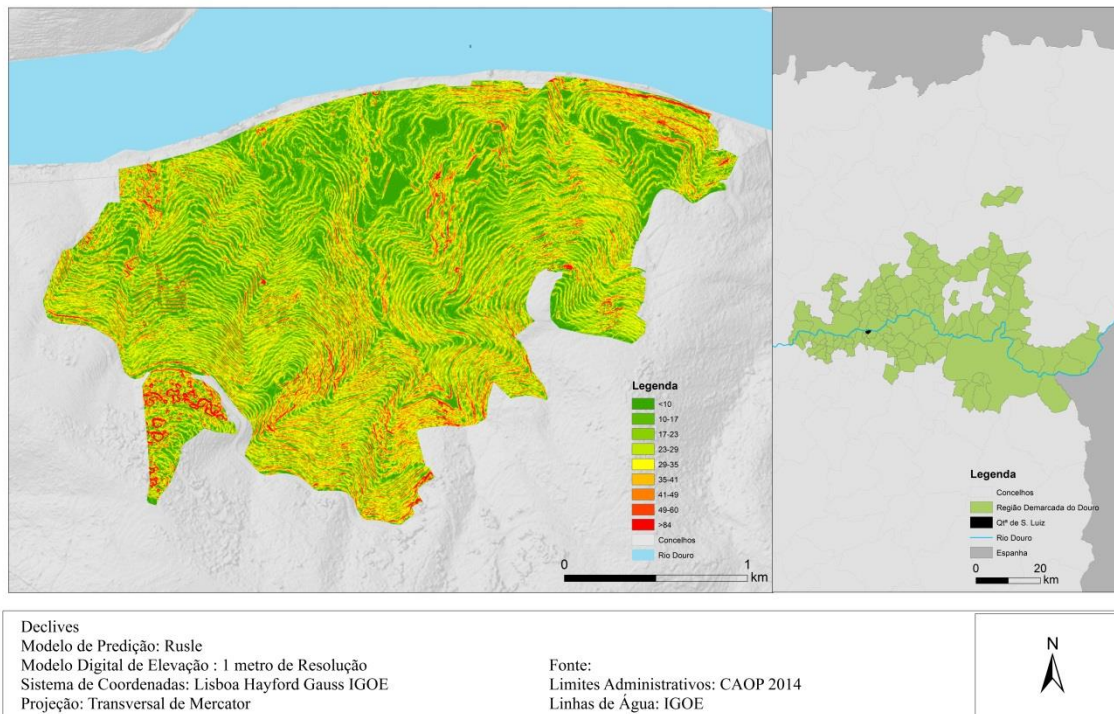 Legenda
<10
10-17
17-23
23-29
29-35
35-41
41-49
49-60
>84
Concelhos
Rio Douro
0 1
km
Legenda
Concelhos
Região Demarcada do Douro
Qtª de S. Luiz
Rio Douro
Espanha
0 20
km
Declives
Modelo de Predição: Rusle
Modelo Digital de Elevação : 1 metro de Resolução
Sistema de Coordenadas: Lisboa Hayford Gauss IGOE
Projeção: Transversal de Mercator
Fonte:
Limites Administrativos: CAOP 2014
Linhas de Água: IGOE
N